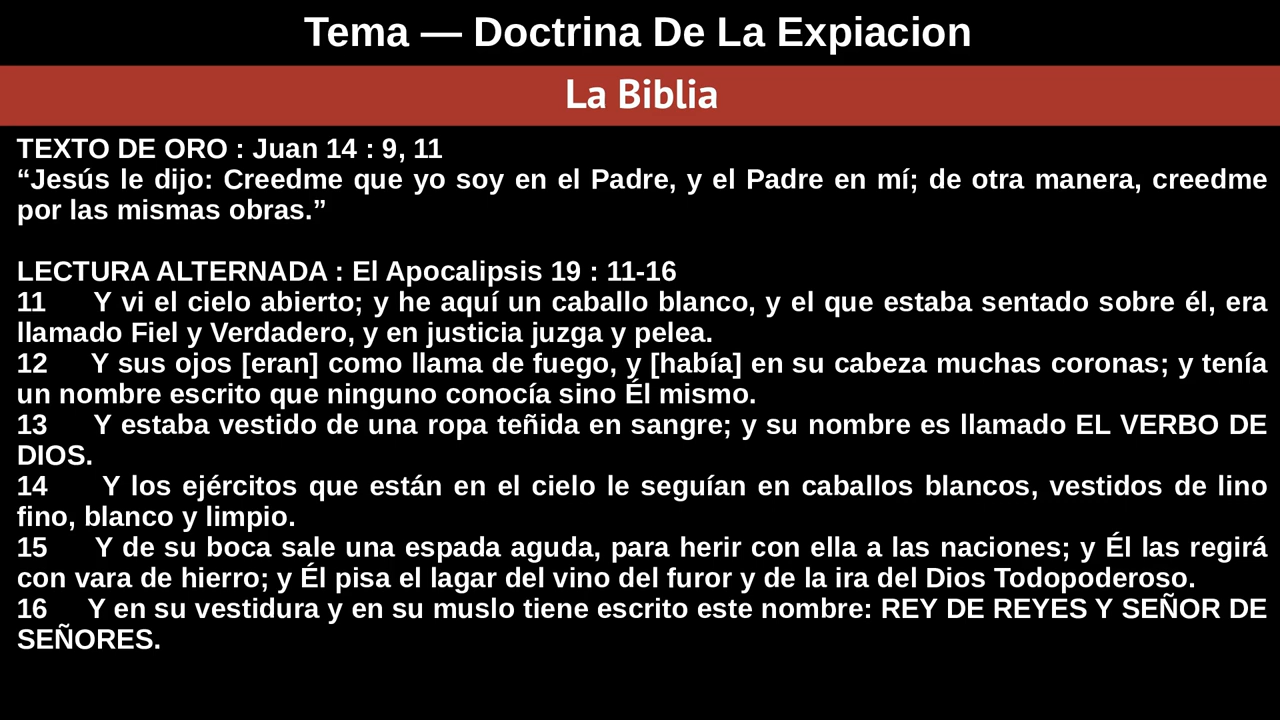 Tema — Doctrina De La Expiacion
La Biblia
TEXTO DE ORO : Juan 14 : 9, 11
“Jesús le dijo: Creedme que yo soy en el Padre, y el Padre en mí; de otra manera, creedme
por las mismas obras.”
LECTURA ALTERNADA : El Apocalipsis 19 : 11-16
11 Y vi el cielo abierto; y he aquí un caballo blanco, y el que estaba sentado sobre él, era
llamado Fiel y Verdadero, y en justicia juzga y pelea.
12 Y sus ojos [eran] como llama de fuego, y [había] en su cabeza muchas coronas; y tenía
un nombre escrito que ninguno conocía sino Él mismo.
13 Y estaba vestido de una ropa teñida en sangre; y su nombre es llamado EL VERBO DE
DIOS.
14 Y los ejércitos que están en el cielo le seguían en caballos blancos, vestidos de lino
fino, blanco y limpio.
15 Y de su boca sale una espada aguda, para herir con ella a las naciones; y Él las regirá
con vara de hierro; y Él pisa el lagar del vino del furor y de la ira del Dios Todopoderoso.
16 Y en su vestidura y en su muslo tiene escrito este nombre: REY DE REYES Y SEÑOR DE
SEÑORES.